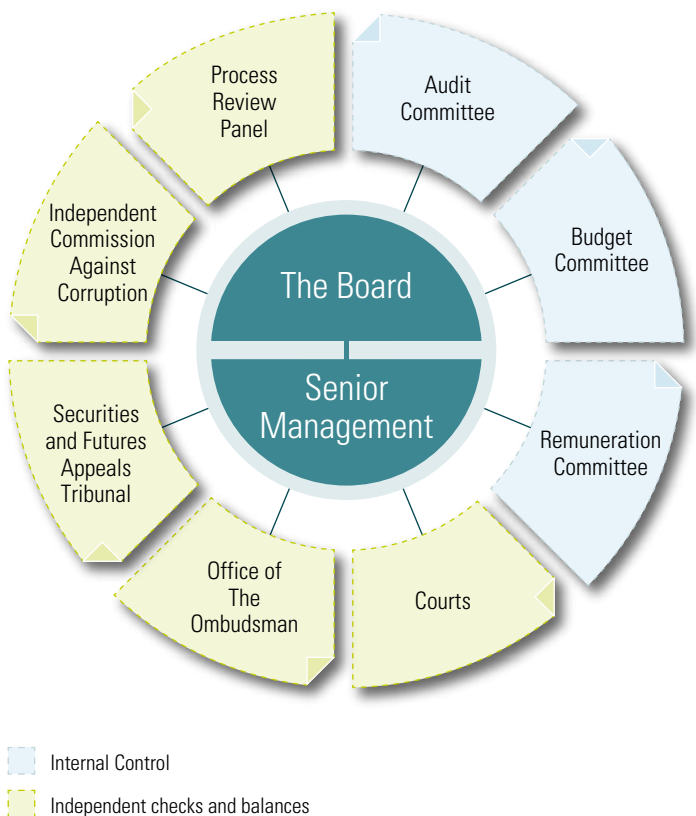 Process
Review
Panel
Audit
Committee
Independent
Commission
Against
Corruption
Budget
Committee
The Board
Senior
Management
Securities
and Futures
Appeals
Tribunal
Remuneration
Committee
Office of
The
Ombudsman
Courts
Internal Control
Independent checks and balances